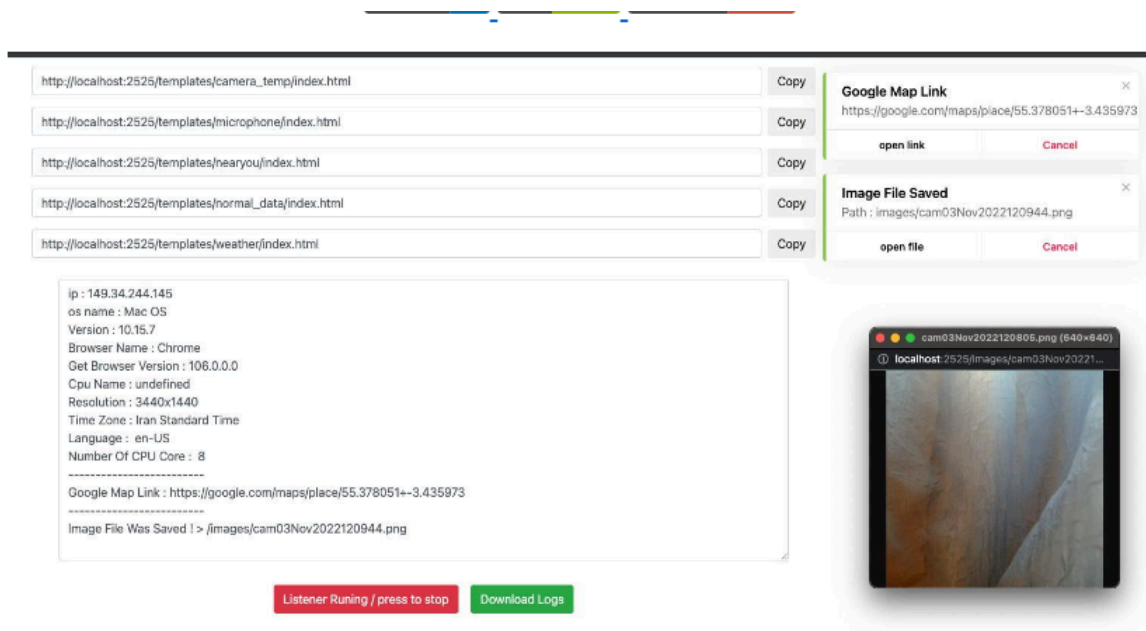 http://localhost:2525/templates/camera_temp/index.html
Copy
http://localhost:2525/templates/microphone/index.html
Copy
http://localhost:2525/templates/nearyou/index.html
Copy
http://localhost:2525/templates/normal_data/index.html
Copy
http://localhost:2525/templates/weather/index.html
Copy
Google Map Link
https://google.com/maps/place/55.378051+-3.435973
open link Cancel
Image File Saved
Path : images/cam03Nov2022120944.png
open file Cancel
ip : 149.34.244.145
os name : Mac OS
Version : 10.15.7
Browser Name : Chrome
Get Browser Version : 106.0.0.0
Cpu Name : undefined
Resolution : 3440x1440
Time Zone : Iran Standard Time
Language : en-US
Number Of CPU Core : 8
-------------------------
Google Map Link : https://google.com/maps/place/55.378051+-3.435973
-------------------------
Image File Was Saved ! > /images/cam03Nov2022120944.png
cam03Nov2022120805.png (640×640)
localhost:2525/images/cam03Nov20221...
Listener Runing / press to stop
Download Logs